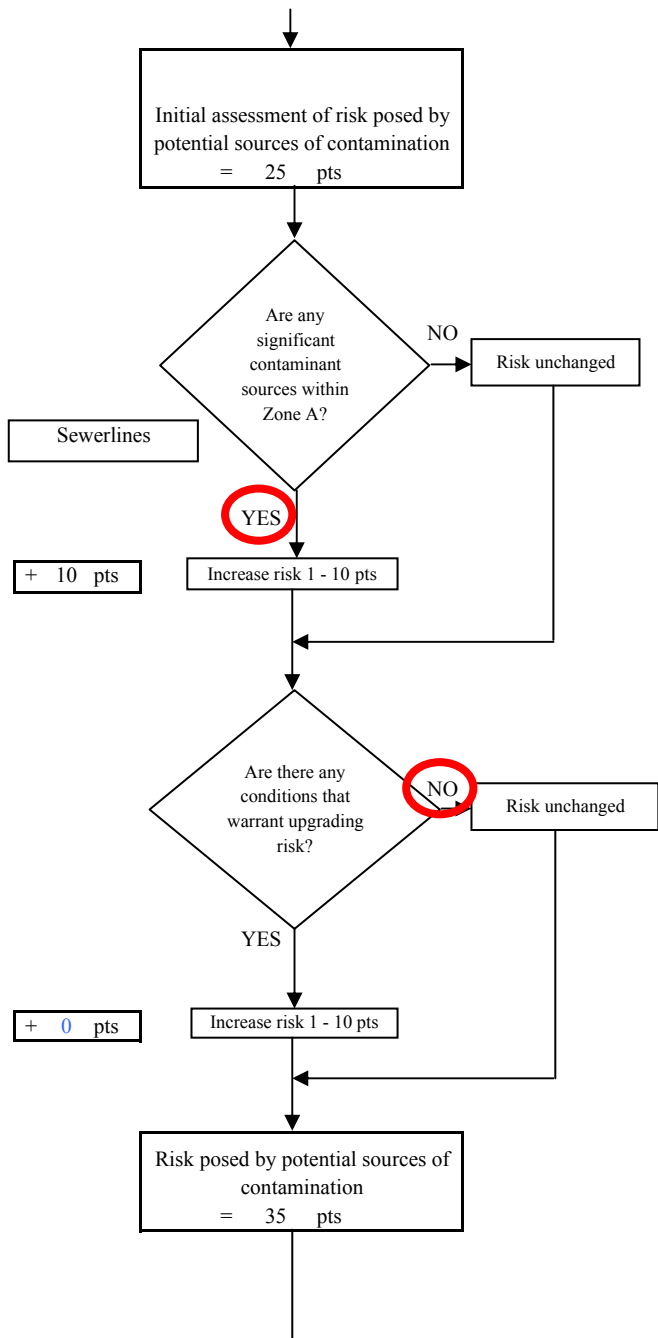 Initial assessment of risk posed by
potential sources of contamination
= 25 pts
Are any
significant
contaminant
sources within
Zone A?
NO
Risk unchanged
Sewerlines
YES
+ 10 pts
Increase risk 1 - 10 pts
Are there any
conditions that
warrant upgrading
risk?
NO
Risk unchanged
YES
+ 0 pts
Increase risk 1 - 10 pts
Risk posed by potential sources of
contamination
= 35 pts